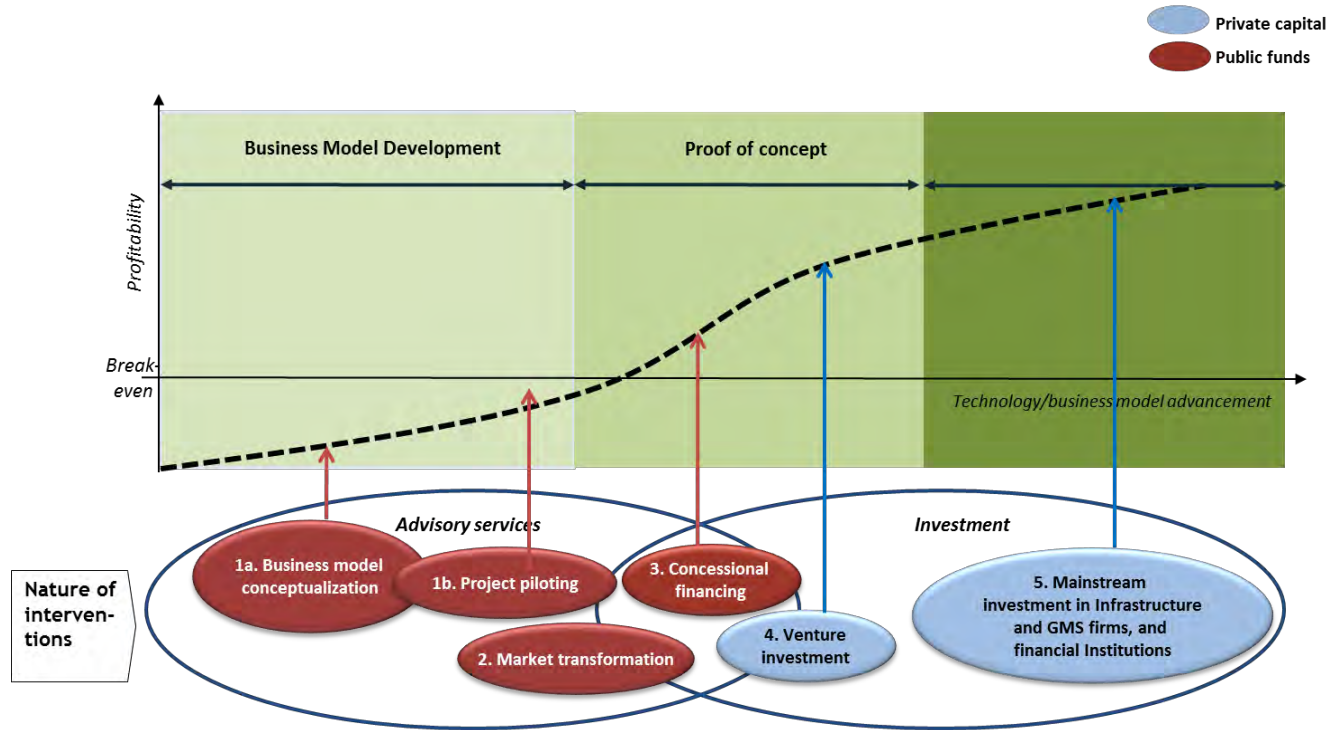 Private capital
Public funds
Business Model Development
Proof of concept
Profitability
Break-
even
Technology/business model advancement
Advisory services
Investment
Nature of
interven-
tions
1a. Business model
conceptualization
1b. Project piloting
2. Market transformation
3. Concessional
financing
4. Venture
investment
5. Mainstream
investment in Infrastructure
and GMS firms, and
financial Institutions